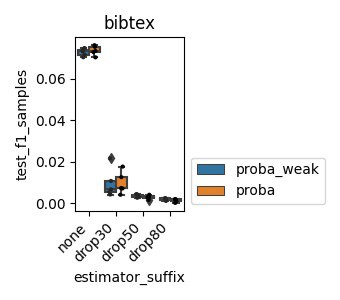 bibtex
test_f1_samples
0.06
0.04
0.02
0.00
none
drop30
drop50
drop80
estimator_suffix
proba_weak
proba